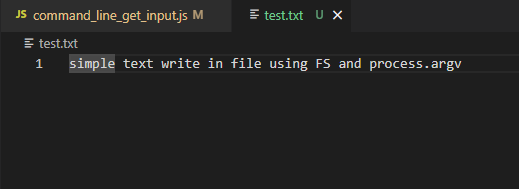 JS command_line_get_input.js M test.txt U
test.txt
1 simple text write in file using FS and process.argv